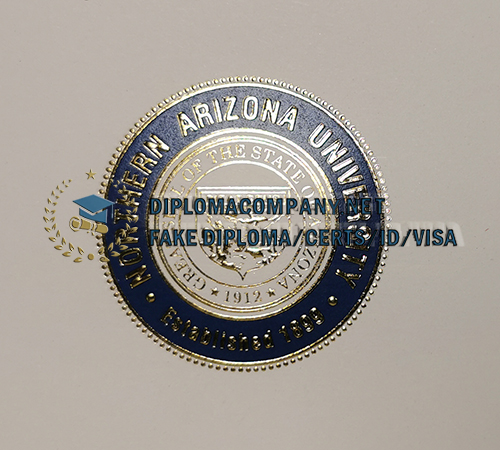 NORTHERN ARIZONA UNIVERSITY
GREAT SEAL OF THE STATE OF ARIZONA
1912
Established 1899
DIPLOMACOMPANY.NET
FAKE DIPLOMA/CERTS/ID/VISA